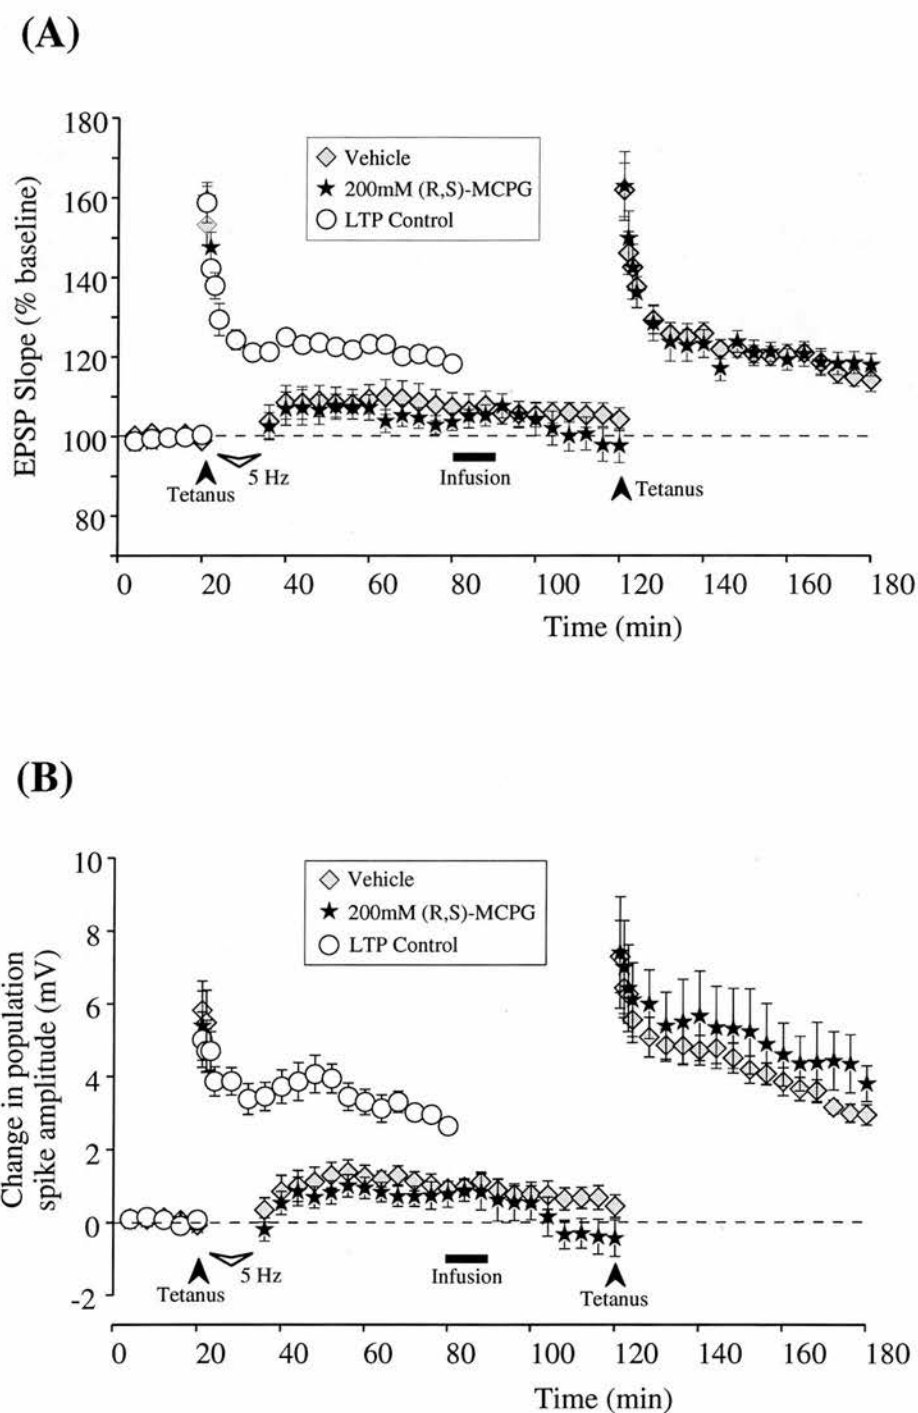 (A)
180
160
140
120
100
80
EPSP Slope (% baseline)
Vehicle
200mM (R,S)-MCPG
LTP Control
5 Hz
Tetanus
Infusion
Tetanus
0 20 40 60 80 100 120 140 160 180
Time (min)
(B)
10
8
6
4
2
0
-2
Change in population
spike amplitude (mV)
Vehicle
200mM (R,S)-MCPG
LTP Control
5 Hz
Tetanus
Infusion
Tetanus
0 20 40 60 80 100 120 140 160 180
Time (min)